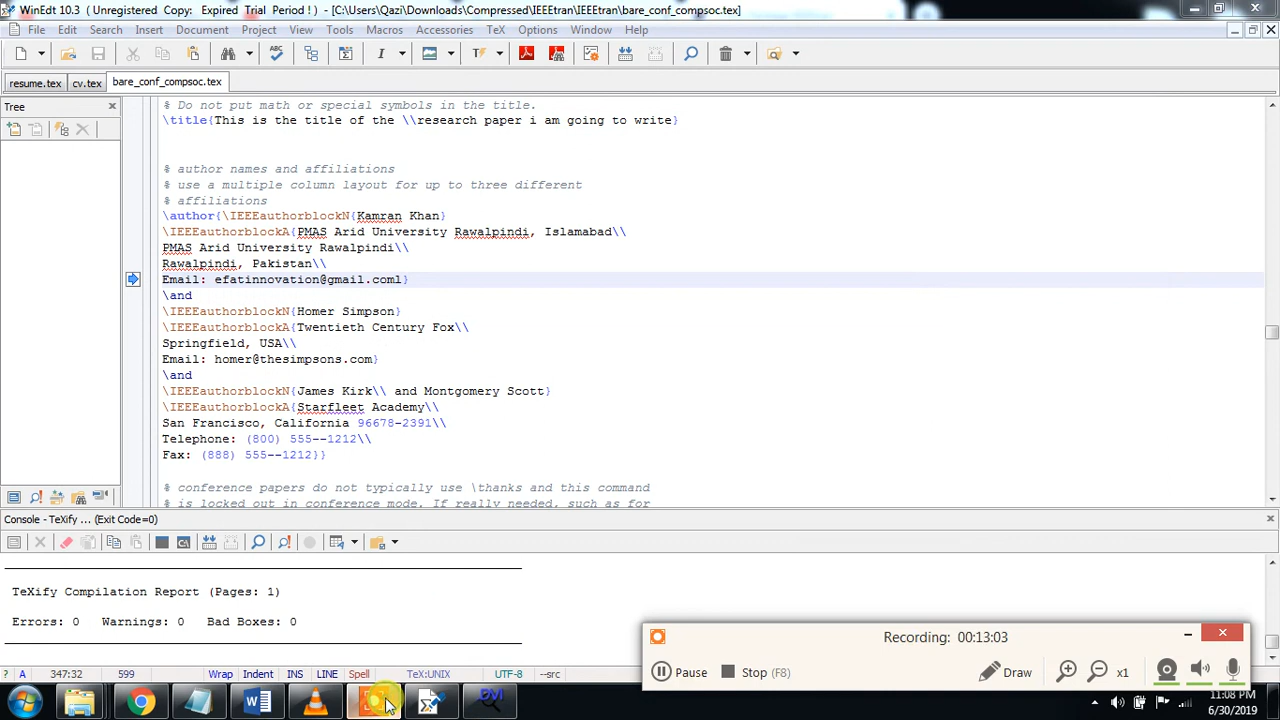 WinEdt 10.3 (Unregistered Copy: Expired Trial Period !) - [C:\Users\Qazi\Downloads\Compressed\IEEEtran\IEEEtran\bare_conf_compsoc.tex]
File Edit Search Insert Document Project View Tools Macros Accessories TeX Options Window Help
resume.tex cv.tex bare_conf_compsoc.tex
Tree
% Do not put math or special symbols in the title.
\title{This is the title of the \\research paper i am going to write}
% author names and affiliations
% use a multiple column layout for up to three different
% affiliations
\author{\IEEEauthorblockN{Kamran Khan}
\IEEEauthorblockA{PMAS Arid University Rawalpindi, Islamabad\\
PMAS Arid University Rawalpindi\\
Rawalpindi, Pakistan\\
Email: efatinnovation@gmail.coml}
\and
\IEEEauthorblockN{Homer Simpson}
\IEEEauthorblockA{Twentieth Century Fox\\
Springfield, USA\\
Email: homer@thesimpsons.com}
\and
\IEEEauthorblockN{James Kirk\\ and Montgomery Scott}
\IEEEauthorblockA{Starfleet Academy\\
San Francisco, California 96678-2391\\
Telephone: (800) 555--1212\\
Fax: (888) 555--1212}}
% conference papers do not typically use \thanks and this command
% is locked out in conference mode. If really needed, such as for
Console - TeXify ... (Exit Code=0)
TeXify Compilation Report (Pages: 1)
Errors: 0 Warnings: 0 Bad Boxes: 0
Recording: 00:13:03
Pause Stop (F8) Draw x1
? A 347:32 599 Wrap Indent INS LINE Spell TeX:UNIX UTF-8 --src
DVI
11:08 PM
6/30/2019